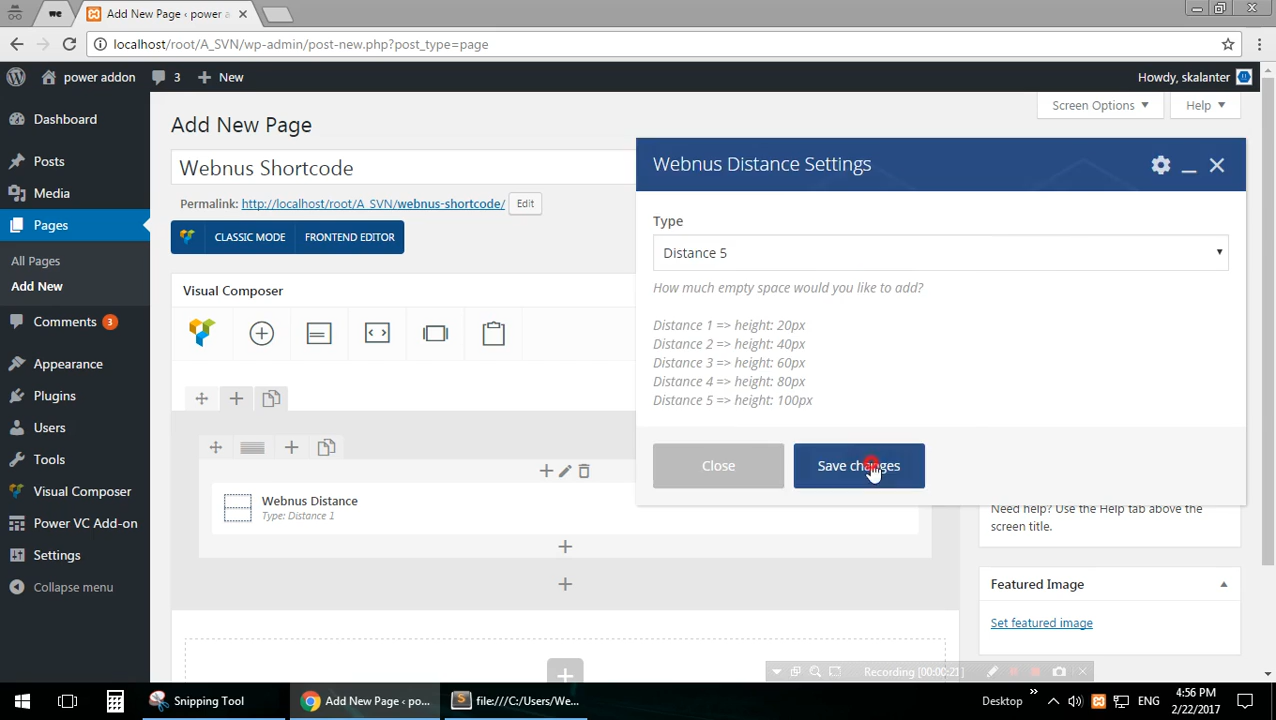 we
Add New Page ‹ power a
localhost/root/A_SVN/wp-admin/post-new.php?post_type=page
power addon
3
New
Howdy, skalanter
Dashboard
Posts
Media
Pages
All Pages
Add New
Comments 3
Appearance
Plugins
Users
Tools
Visual Composer
Power VC Add-on
Settings
Collapse menu
Screen Options
Help
Add New Page
Webnus Shortcode
Permalink: http://localhost/root/A_SVN/webnus-shortcode/ Edit
CLASSIC MODE FRONTEND EDITOR
Visual Composer
Webnus Distance
Type: Distance 1
Webnus Distance Settings
Type
Distance 5
How much empty space would you like to add?
Distance 1 => height: 20px
Distance 2 => height: 40px
Distance 3 => height: 60px
Distance 4 => height: 80px
Distance 5 => height: 100px
Close
Save changes
Need help? Use the Help tab above the
screen title.
Featured Image
Set featured image
Recording [00:00:21]
Snipping Tool
Add New Page ‹ po...
file:///C:/Users/We...
Desktop
ENG
4:56 PM
2/22/2017